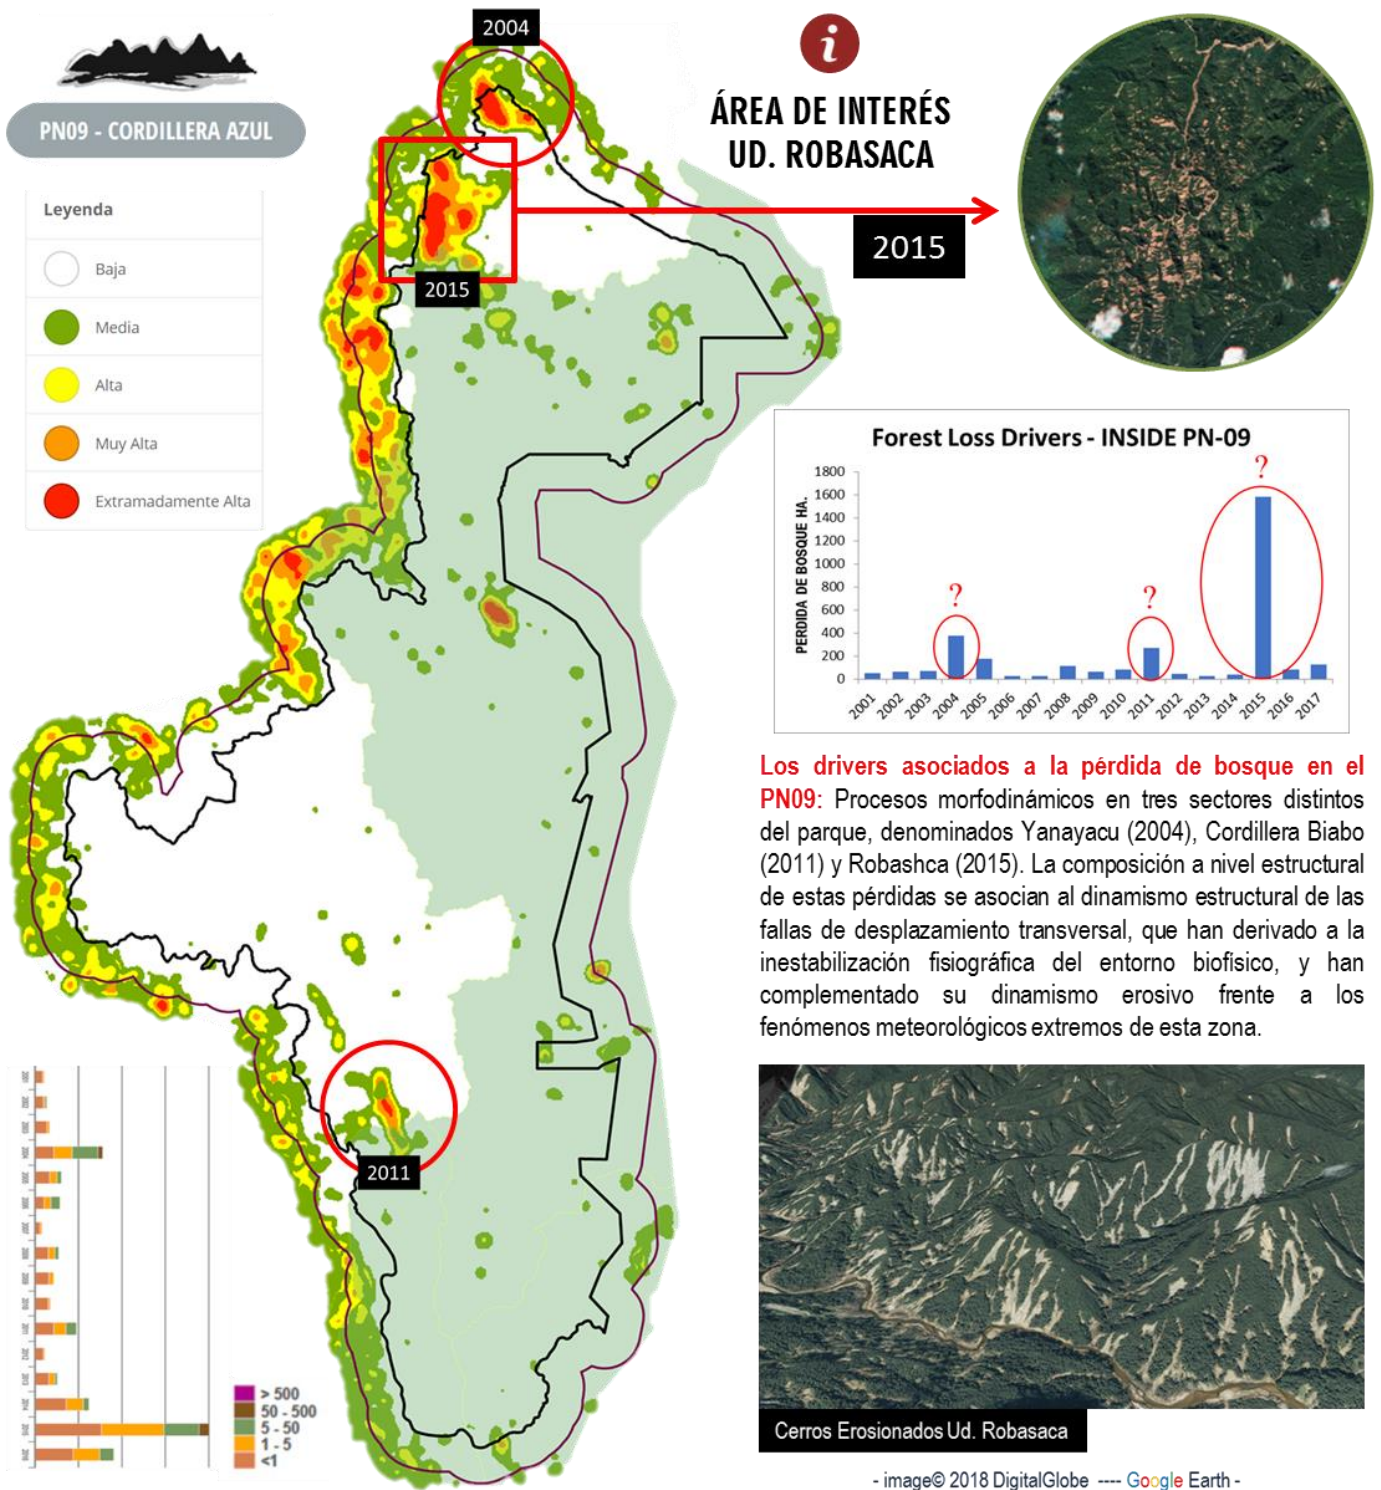 2004
PN09 - CORDILLERA AZUL
Leyenda
Baja
Media
Alta
Muy Alta
Extramadamente Alta
i
ÁREA DE INTERÉS
UD. ROBASACA
2015
2015
Forest Loss Drivers - INSIDE PN-09
PERDIDA DE BOSQUE HA.
1800
1600
1400
1200
1000
800
600
400
200
0
? ? ?
2001 2002 2003 2004 2005 2006 2007 2008 2009 2010 2011 2012 2013 2014 2015 2016 2017
Los drivers asociados a la pérdida de bosque en el
PN09: Procesos morfodinámicos en tres sectores distintos
del parque, denominados Yanayacu (2004), Cordillera Biabo
(2011) y Robashca (2015). La composición a nivel estructural
de estas pérdidas se asocian al dinamismo estructural de las
fallas de desplazamiento transversal, que han derivado a la
inestabilización fisiográfica del entorno biofísico, y han
complementado su dinamismo erosivo frente a los
fenómenos meteorológicos extremos de esta zona.
2011
> 500
50 - 500
5 - 50
1 - 5
<1
Cerros Erosionados Ud. Robasaca
- image© 2018 DigitalGlobe ---- Google Earth -